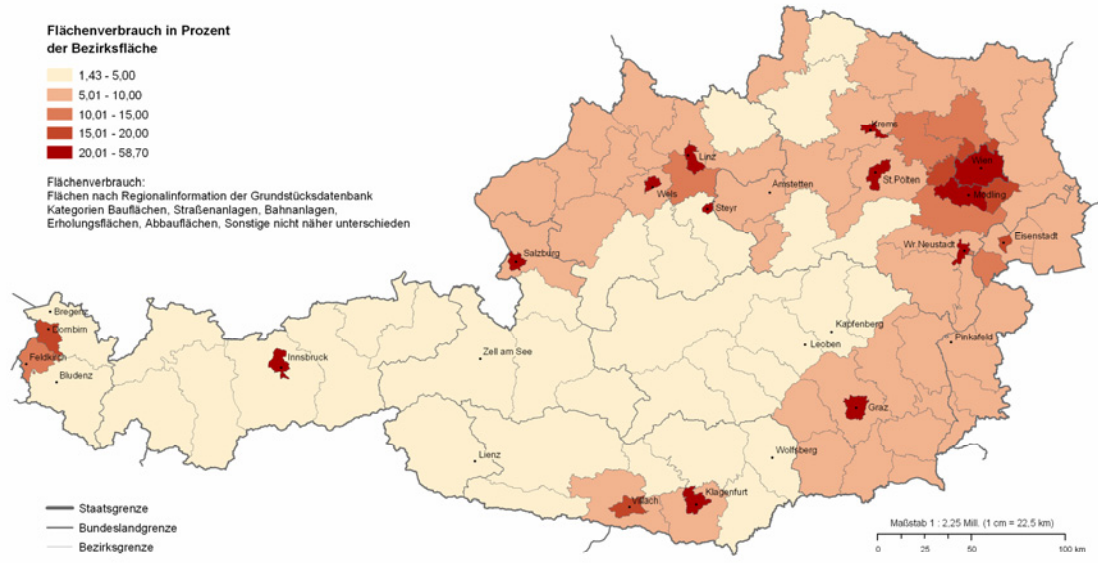 Flächenverbrauch in Prozent
der Bezirksfläche
1,43 - 5,00
5,01 - 10,00
10,01 - 15,00
15,01 - 20,00
20,01 - 58,70
Flächenverbrauch:
Flächen nach Regionalinformation der Grundstücksdatenbank
Kategorien Bauflächen, Straßenanlagen, Bahnanlagen,
Erholungsflächen, Abbauflächen, Sonstige nicht näher unterschieden
Krems
Linz
Wien
St.Pölten
Wels
Amstetten
Mödling
Steyr
Eisenstadt
Wr.Neustadt
Salzburg
Bregenz
Dornbirn
Kapfenberg
Pinkafeld
Leoben
Zell am See
Innsbruck
Feldkirch
Bludenz
Graz
Wolfsberg
Lienz
Klagenfurt
Villach
Staatsgrenze
Bundeslandgrenze
Bezirksgrenze
Maßstab 1 : 2,25 Mill. (1 cm = 22,5 km)
0 25 50 100 km